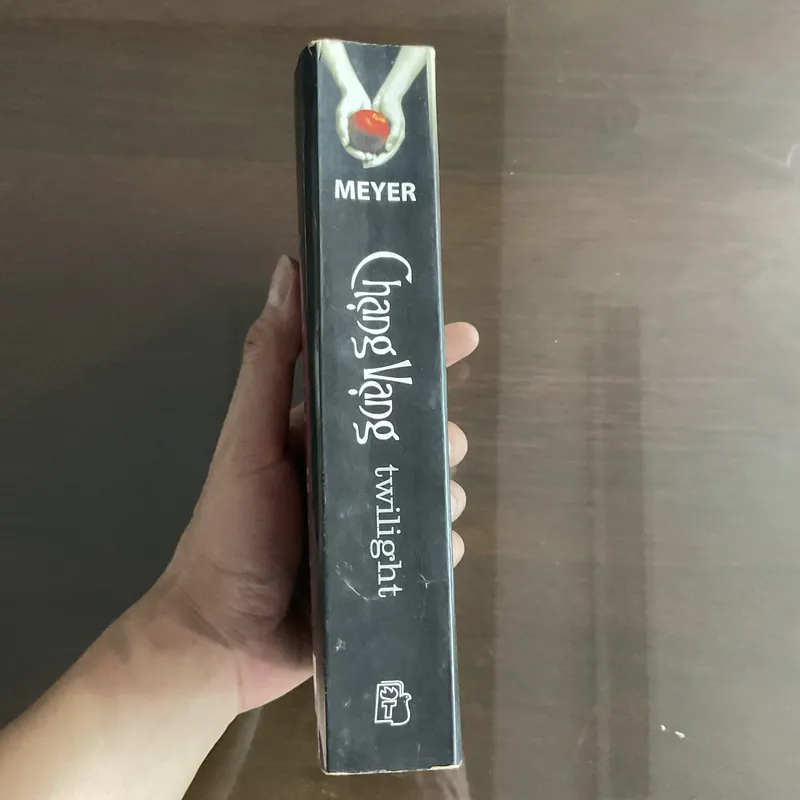 MEYER
Chạng Vạng
twilight
T